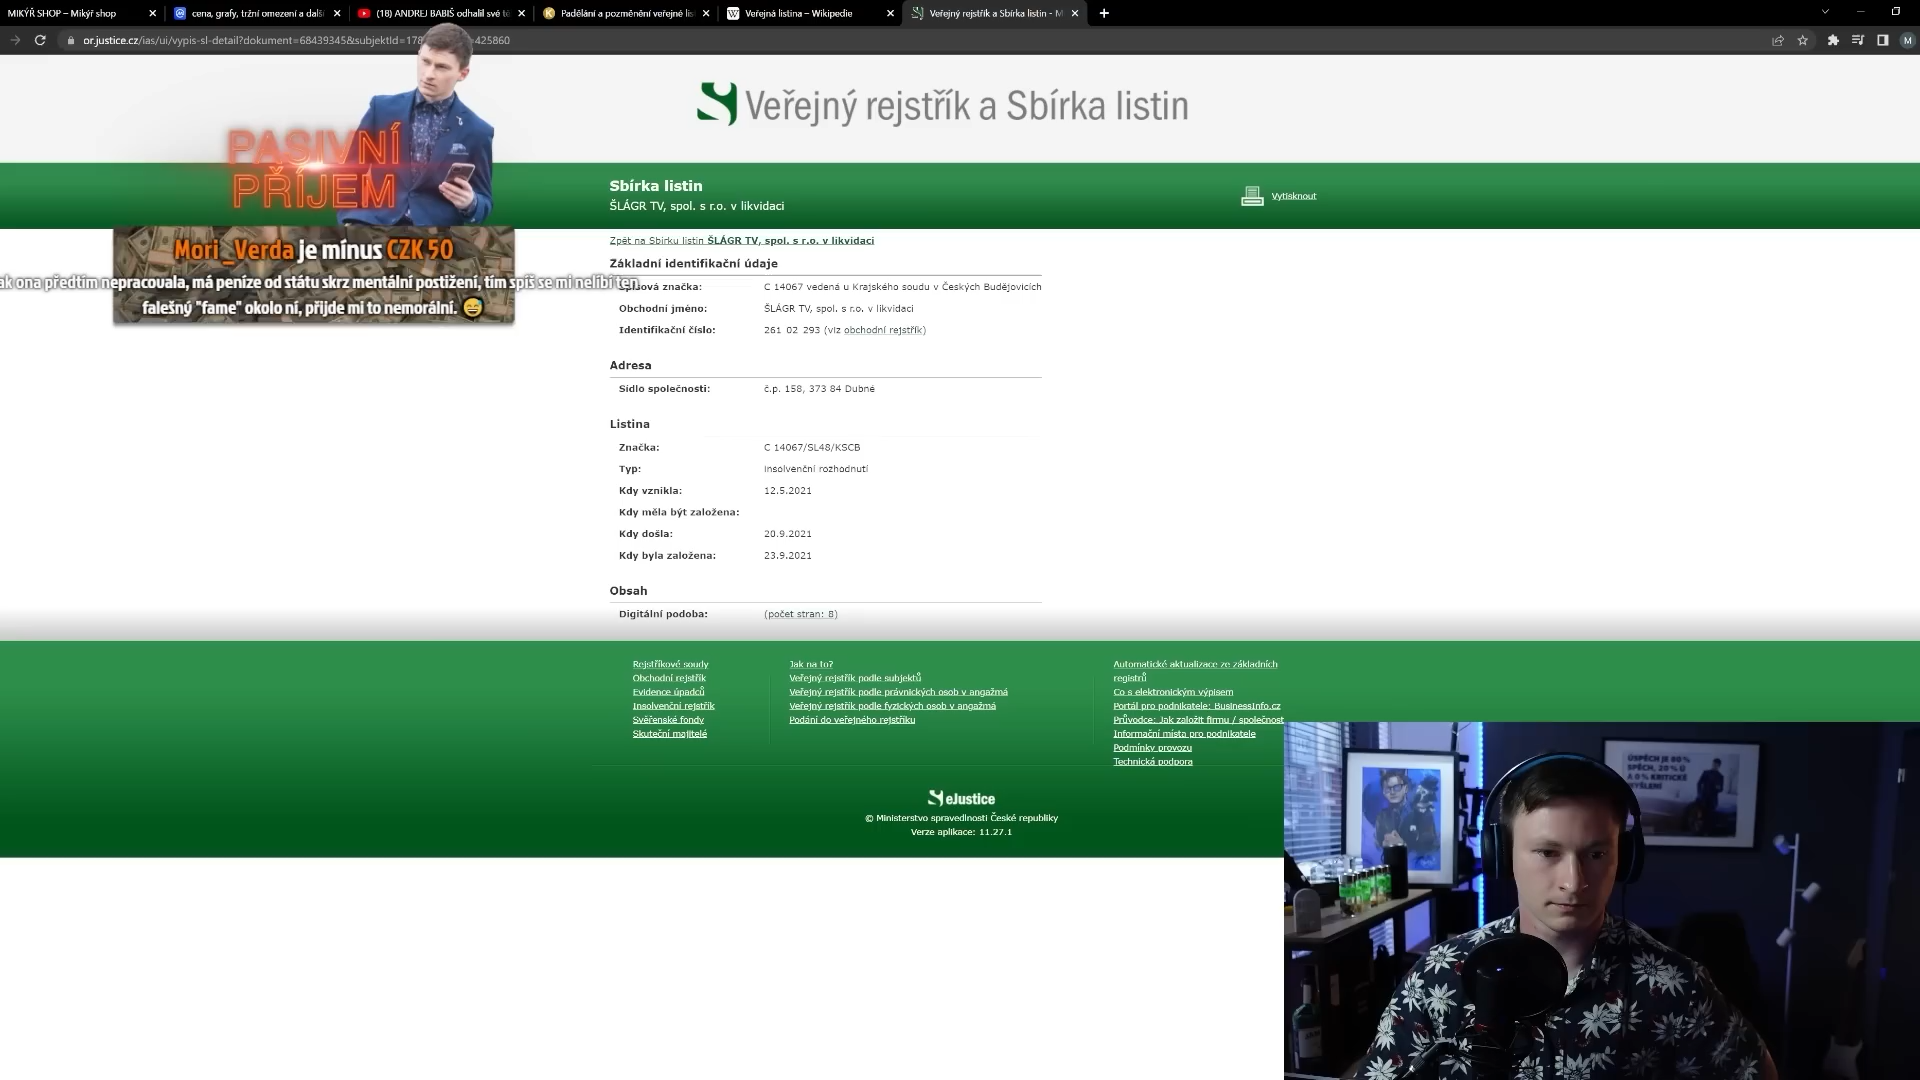 MIKÝŘ SHOP – Mikýř shop
cena, grafy, tržní omezení a dalš
(18) ANDREJ BABIŠ odhalil své tě
Padělání a pozměnění veřejné lis
Veřejná listina – Wikipedie
Veřejný rejstřík a Sbírka listin - M
or.justice.cz/ias/ui/vypis-sl-detail?dokument=68439345&subjektId=178
=425860
M
Veřejný rejstřík a Sbírka listin
PASIVNÍ
PŘÍJEM
Sbírka listin
ŠLÁGR TV, spol. s r.o. v likvidaci
Vytisknout
Mori_Verda je mínus CZK 50
ak ona předtím nepracovala, má peníze od státu skrz mentální postižení, tím spíš se mi nelíbí ten
falešný "fame" okolo ní, přijde mi to nemorální. 😅
Zpět na Sbírku listin ŠLÁGR TV, spol. s r.o. v likvidaci
Základní identifikační údaje
Spisová značka: C 14067 vedená u Krajského soudu v Českých Budějovicích
Obchodní jméno: ŠLÁGR TV, spol. s r.o. v likvidaci
Identifikační číslo: 261 02 293 (viz obchodní rejstřík)
Adresa
Sídlo společnosti: č.p. 158, 373 84 Dubné
Listina
Značka: C 14067/SL48/KSCB
Typ: insolvenční rozhodnutí
Kdy vznikla: 12.5.2021
Kdy měla být založena:
Kdy došla: 20.9.2021
Kdy byla založena: 23.9.2021
Obsah
Digitální podoba: (počet stran: 8)
Rejstříkové soudy
Obchodní rejstřík
Evidence úpadců
Insolvenční rejstřík
Svěřenské fondy
Skuteční majitelé
Jak na to?
Veřejný rejstřík podle subjektů
Veřejný rejstřík podle právnických osob v angažmá
Veřejný rejstřík podle fyzických osob v angažmá
Podání do veřejného rejstříku
Automatické aktualizace ze základních
registrů
Co s elektronickým výpisem
Portál pro podnikatele: BusinessInfo.cz
Průvodce: Jak založit firmu / společnost
Informační místa pro podnikatele
Podmínky provozu
Technická podpora
eJustice
© Ministerstvo spravedlnosti České republiky
Verze aplikace: 11.27.1
ÚSPĚCH JE 80 %